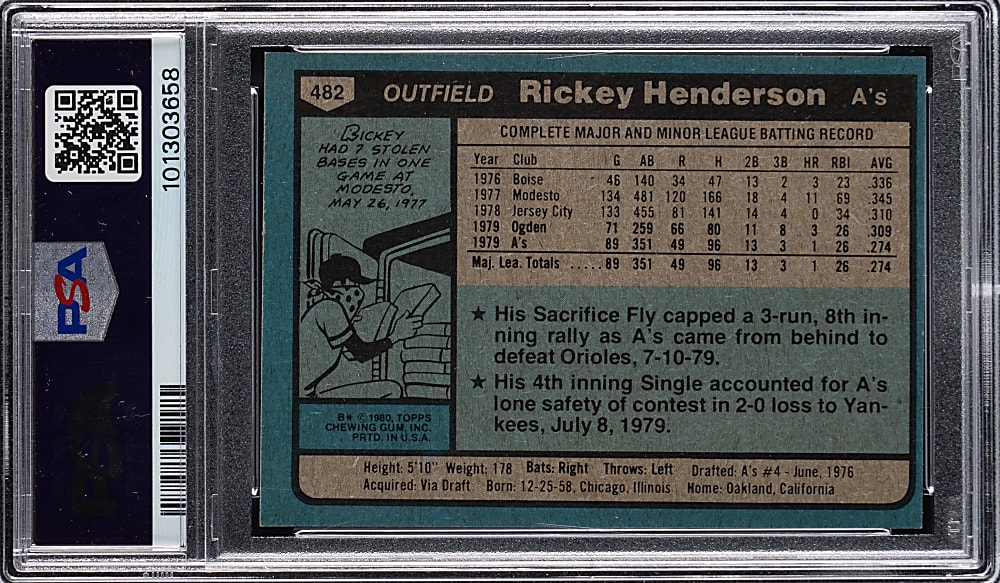 101303658
PSA
482 OUTFIELD Rickey Henderson A's
RICKEY
HAD 7 STOLEN
BASES IN ONE
GAME AT
MODESTO,
MAY 26, 1977
B* © 1980, TOPPS
CHEWING GUM, INC.
PRTD. IN U.S.A.
COMPLETE MAJOR AND MINOR LEAGUE BATTING RECORD
Year Club G AB R H 2B 3B HR RBI AVG
1976 Boise 46 140 34 47 13 2 3 23 .336
1977 Modesto 134 481 120 166 18 4 11 69 .345
1978 Jersey City 133 455 81 141 14 4 0 34 .310
1979 Ogden 71 259 66 80 11 8 3 26 .309
1979 A's 89 351 49 96 13 3 1 26 .274
Maj. Lea. Totals ..... 89 351 49 96 13 3 1 26 .274
★ His Sacrifice Fly capped a 3-run, 8th in-
ning rally as A's came from behind to
defeat Orioles, 7-10-79.
★ His 4th inning Single accounted for A's
lone safety of contest in 2-0 loss to Yan-
kees, July 8, 1979.
Height: 5'10" Weight: 178 Bats: Right Throws: Left Drafted: A's #4 - June, 1976
Acquired: Via Draft Born: 12-25-58, Chicago, Illinois Home: Oakland, California